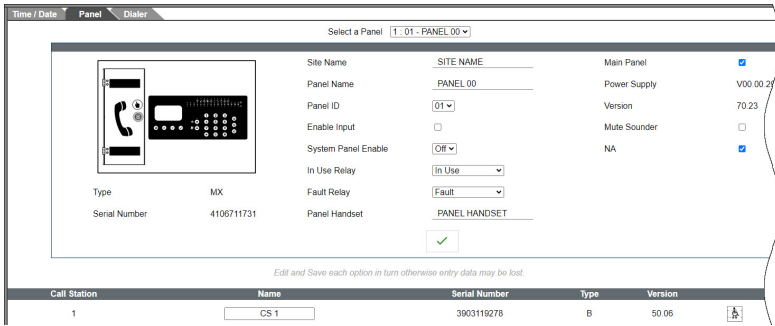 Time / Date Panel Dialer
Select a Panel 1 : 01 - PANEL 00
Site Name SITE NAME Main Panel
Panel Name PANEL 00 Power Supply V00.00.29
Panel ID 01 Version 70.23
Enable Input Mute Sounder
System Panel Enable Off NA
In Use Relay In Use
Type MX Fault Relay Fault
Serial Number 4106711731 Panel Handset PANEL HANDSET
Edit and Save each option in turn otherwise entry data may be lost.
Call Station Name Serial Number Type Version
1 CS 1 3903119278 B 50.06